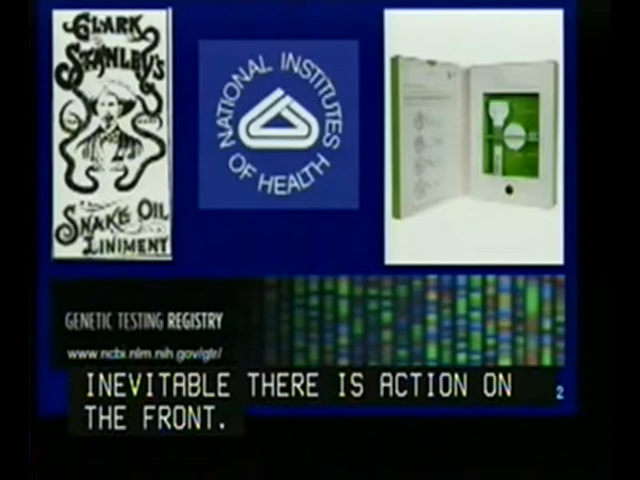 CLARK
STANLEY'S
SNAKE OIL
LINIMENT
NATIONAL INSTITUTES
OF HEALTH
GENETIC TESTING REGISTRY
www.ncbi.nlm.nih.gov/gtr/
INEVITABLE THERE IS ACTION ON
THE FRONT.
2